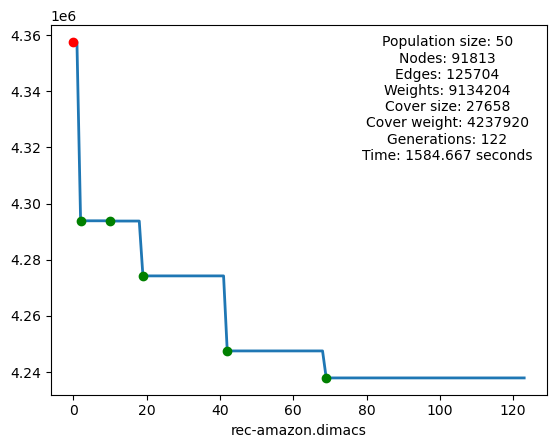 1e6
Population size: 50
Nodes: 91813
Edges: 125704
Weights: 9134204
Cover size: 27658
Cover weight: 4237920
Generations: 122
Time: 1584.667 seconds
4.36
4.34
4.32
4.30
4.28
4.26
4.24
0 20 40 60 80 100 120
rec-amazon.dimacs